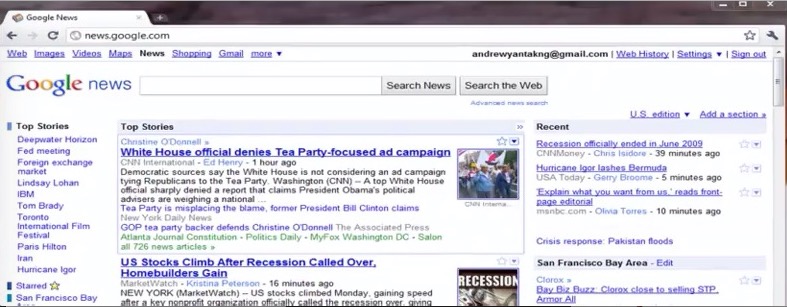 Google News
news.google.com
Web Images Videos Maps News Shopping Gmail more ▼
andrewyantakng@gmail.com | Web History | Settings ▼ | Sign out
Google news
Search News
Search the Web
Advanced news search
U.S. edition ▼ Add a section »
Top Stories
Deepwater Horizon
Fed meeting
Foreign exchange
market
Lindsay Lohan
IBM
Tom Brady
Toronto
International Film
Festival
Paris Hilton
Iran
Hurricane Igor
Starred
San Francisco Bay
Top Stories
Christine O'Donnell »
White House official denies Tea Party-focused ad campaign
CNN International - Ed Henry - 1 hour ago
Democratic sources say the White House is not considering an ad campaign
tying Republicans to the Tea Party. Washington (CNN) -- A top White House
official sharply denied a report that claims President Obama's political
advisers are weighing a national ...
Tea Party is misplacing the blame, former President Bill Clinton claims
New York Daily News
GOP tea party backer defends Christine O'Donnell The Associated Press
Atlanta Journal Constitution - Politics Daily - MyFox Washington DC - Salon
all 726 news articles »
CNN Interna...
US Stocks Climb After Recession Called Over,
Homebuilders Gain
MarketWatch - Kristina Peterson - 16 minutes ago
NEW YORK (MarketWatch) -- US stocks climbed Monday, gaining speed
after a key nonprofit organization officially called the recession over, giving
RECESSION
Recent
Recession officially ended in June 2009
CNNMoney - Chris Isidore - 39 minutes ago
Hurricane Igor lashes Bermuda
USA Today - Gerry Broome - 5 minutes ago
'Explain what you want from us,' reads front-
page editorial
msnbc.com - Olivia Torres - 10 minutes ago
Crisis response: Pakistan floods
San Francisco Bay Area - Edit
Clorox »
Bay Biz Buzz: Clorox close to selling STP,
Armor All